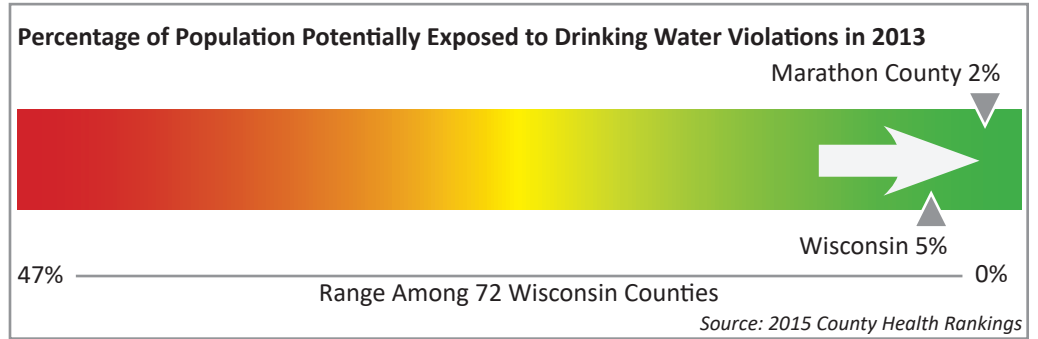 Percentage of Population Potentially Exposed to Drinking Water Violations in 2013
Marathon County 2%
Wisconsin 5%
47%
0%
Range Among 72 Wisconsin Counties
Source: 2015 County Health Rankings